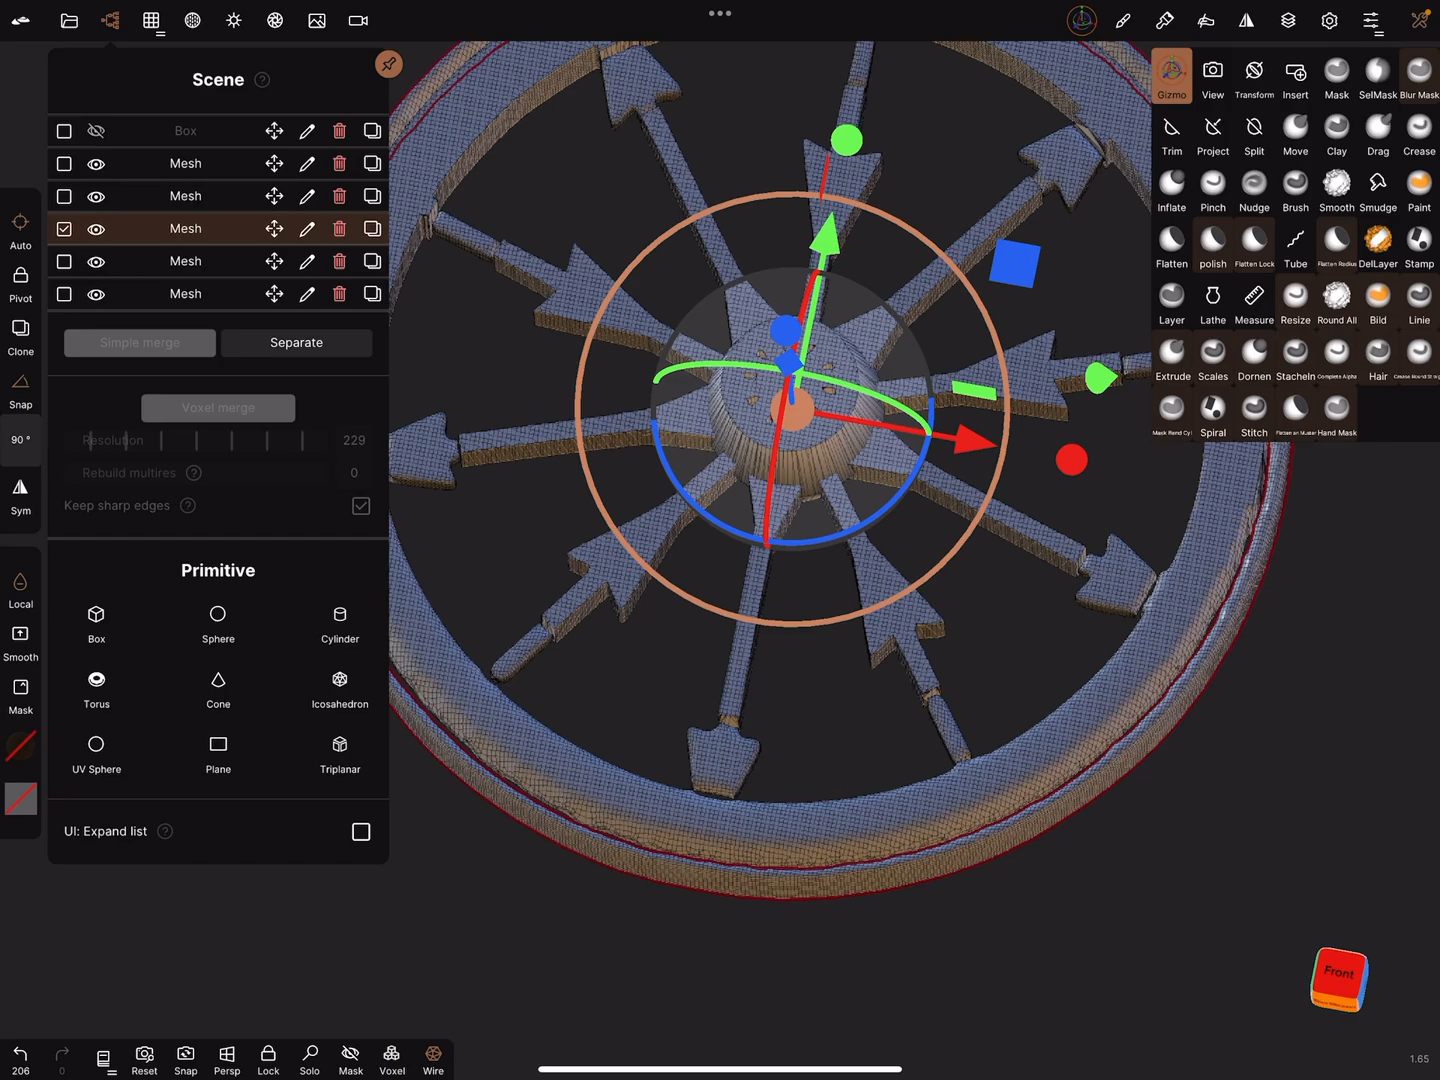 Scene
Box
Mesh
Mesh
Mesh
Mesh
Mesh
Simple merge
Separate
Voxel merge
Resolution 229
Rebuild multires 0
Keep sharp edges
Primitive
Box Sphere Cylinder
Torus Cone Icosahedron
UV Sphere Plane Triplanar
UI: Expand list
Auto
Pivot
Clone
Snap
90 °
Sym
Local
Smooth
Mask
Gizmo View Transform Insert Mask SelMask Blur Mask
Trim Project Split Move Clay Drag Crease
Inflate Pinch Nudge Brush Smooth Smudge Paint
Flatten polish Flatten Lock Tube Flatten Radius DelLayer Stamp
Layer Lathe Measure Resize Round All Bild Linie
Extrude Scales Dornen Stacheln Complete Alpha Hair
Spiral Stitch Hand Mask
Front
206 0 Reset Snap Persp Lock Solo Mask Voxel Wire
1.65